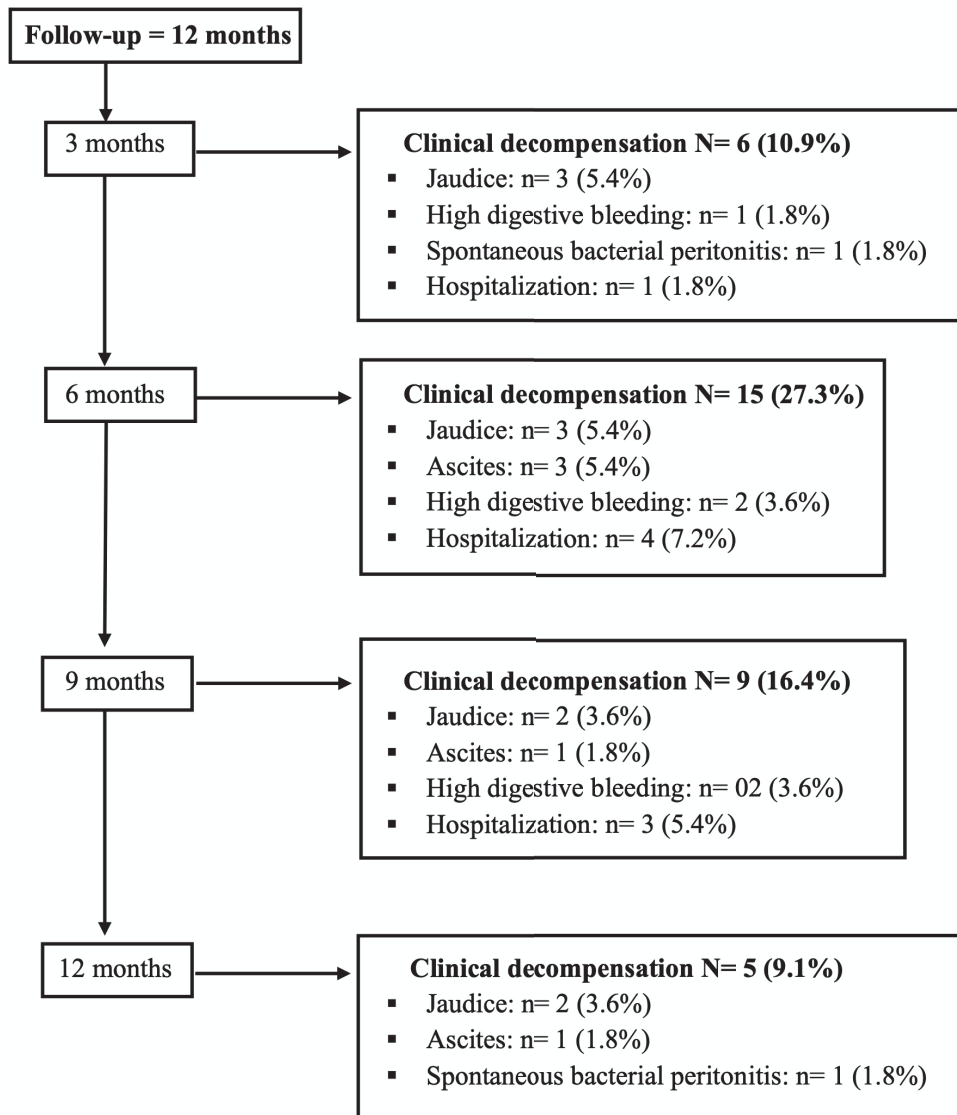 Follow-up = 12 months
3 months
Clinical decompensation N= 6 (10.9%)
▪ Jaudice: n= 3 (5.4%)
▪ High digestive bleeding: n= 1 (1.8%)
▪ Spontaneous bacterial peritonitis: n= 1 (1.8%)
▪ Hospitalization: n= 1 (1.8%)
6 months
Clinical decompensation N= 15 (27.3%)
▪ Jaudice: n= 3 (5.4%)
▪ Ascites: n= 3 (5.4%)
▪ High digestive bleeding: n= 2 (3.6%)
▪ Hospitalization: n= 4 (7.2%)
9 months
Clinical decompensation N= 9 (16.4%)
▪ Jaudice: n= 2 (3.6%)
▪ Ascites: n= 1 (1.8%)
▪ High digestive bleeding: n= 02 (3.6%)
▪ Hospitalization: n= 3 (5.4%)
12 months
Clinical decompensation N= 5 (9.1%)
▪ Jaudice: n= 2 (3.6%)
▪ Ascites: n= 1 (1.8%)
▪ Spontaneous bacterial peritonitis: n= 1 (1.8%)